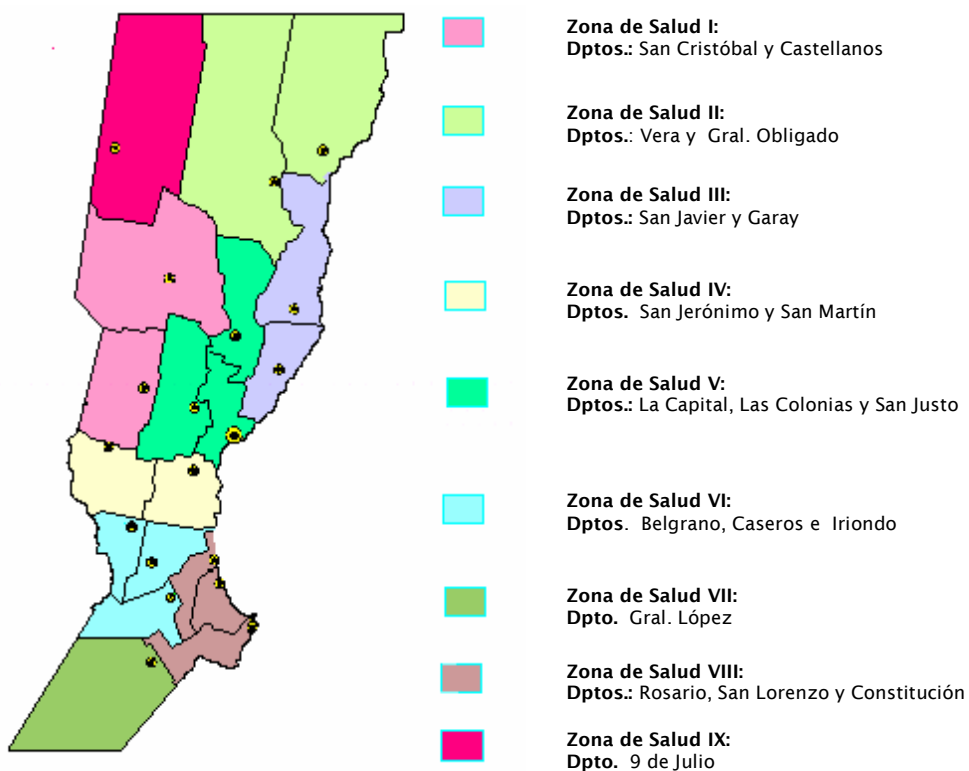 Zona de Salud I:
Dptos.: San Cristóbal y Castellanos
Zona de Salud II:
Dptos.: Vera y Gral. Obligado
Zona de Salud III:
Dptos.: San Javier y Garay
Zona de Salud IV:
Dptos. San Jerónimo y San Martín
Zona de Salud V:
Dptos.: La Capital, Las Colonias y San Justo
Zona de Salud VI:
Dptos. Belgrano, Caseros e Iriondo
Zona de Salud VII:
Dpto. Gral. López
Zona de Salud VIII:
Dptos.: Rosario, San Lorenzo y Constitución
Zona de Salud IX:
Dpto. 9 de Julio